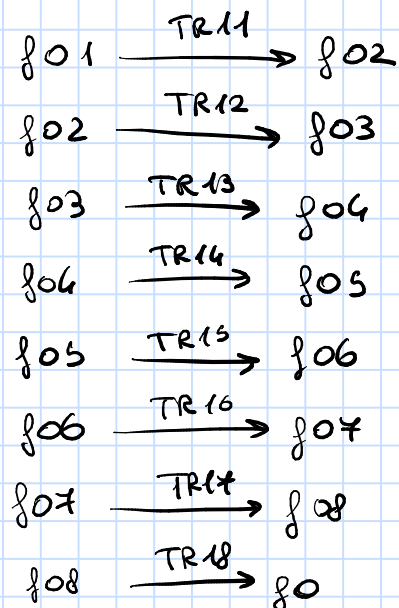 TR11
f01 → f02
TR12
f02 → f03
TR13
f03 → f04
TR14
f04 → f05
TR15
f05 → f06
TR16
f06 → f07
TR17
f07 → f08
TR18
f08 → f0